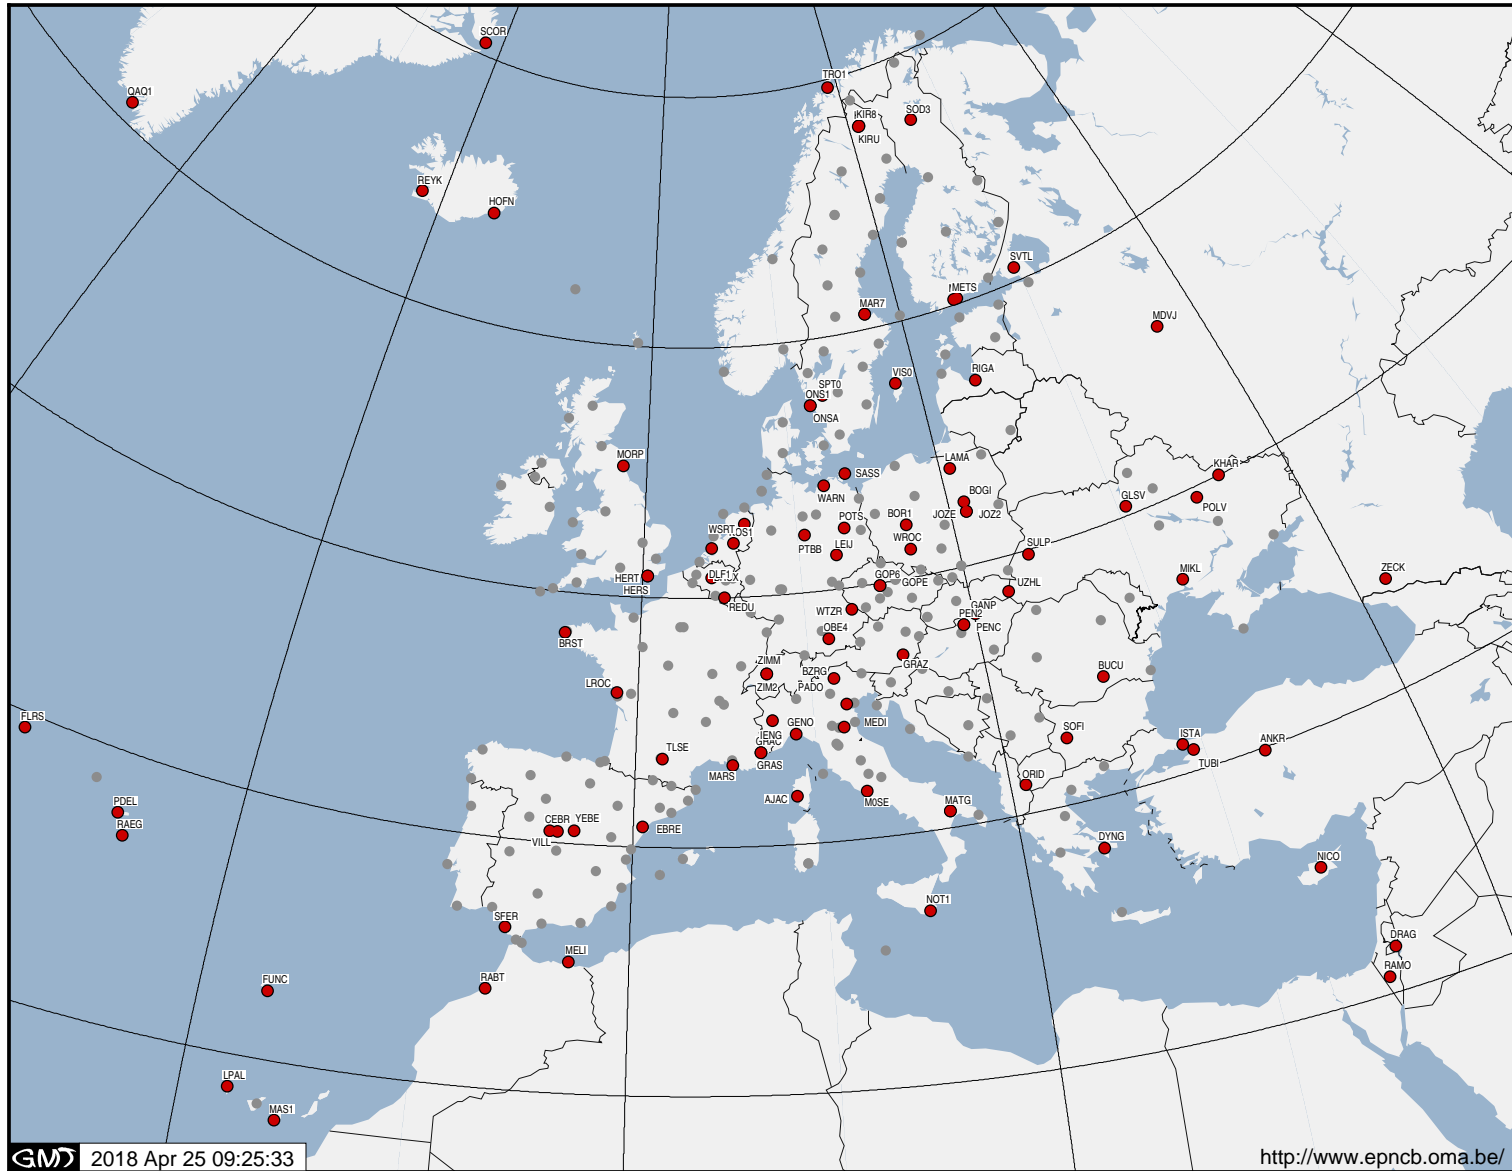 SCOR
QAQ1
TRO1
KIR8
KIRU
SOD3
REYK
HOFN
SVTL
METS
MAR7
MDVJ
VIS0
RIGA
SPT0
ONS1
ONSA
MORP
LAMA
SASS
WARN
KHAR
GLSV
POLV
BOGI
JOZE
JOZ2
BOR1
POTS
WROC
PTBB
LEIJ
WSRT
HERT
HERS
DLF1
REDU
GOP6
GOPE
SULP
UZHL
MIKL
ZECK
GANP
PEN2
PENC
WTZR
OBE4
BRST
GRAZ
ZIMM
ZIM2
BZRG
PADO
BUCU
LROC
FLRS
GENO
MEDI
IENG
GRAC
GRAS
TLSE
MARS
SOFI
ISTA
TUBI
ANKR
ORID
AJAC
M0SE
MATG
PDEL
RAEG
CEBR
YEBE
VILL
EBRE
DYNG
NICO
NOT1
SFER
MELI
RABT
FUNC
DRAG
RAMO
LPAL
MAS1
GMT 2018 Apr 25 09:25:33
http://www.epncb.oma.be/